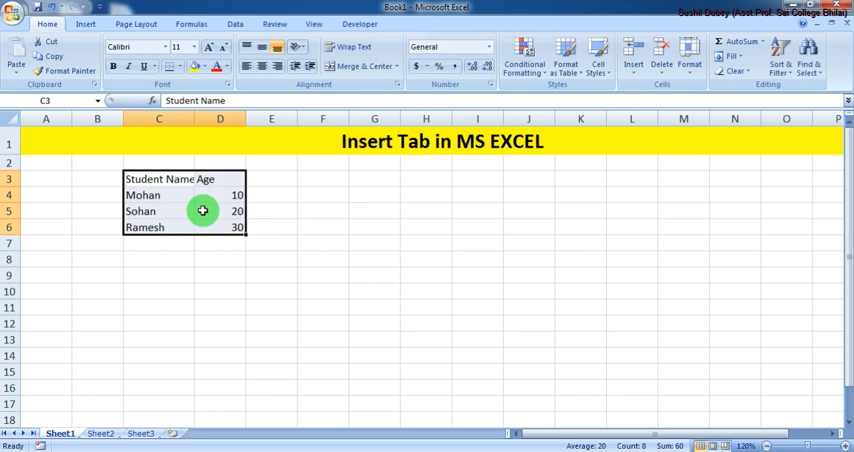 Book1 - Microsoft Excel
Sushil Dubey (Asst.Prof. Sai College Bhilai)
Home Insert Page Layout Formulas Data Review View Developer
Paste
Cut
Copy
Format Painter
Clipboard
Calibri 11 A A
B I U A
Font
Wrap Text
Merge & Center
Alignment
General
$ % ,
Number
Conditional Formatting
Format as Table
Cell Styles
Styles
Insert Delete Format
Cells
Σ AutoSum
Fill
Clear
Sort & Filter
Find & Select
Editing
C3 fx Student Name
A B C D E F G H I J K L M N O P
1 Insert Tab in MS EXCEL
2
3 Student Name Age
4 Mohan 10
5 Sohan 20
6 Ramesh 30
7
8
9
10
11
12
13
14
15
16
17
18
Sheet1 Sheet2 Sheet3
Ready Average: 20 Count: 8 Sum: 60 120%